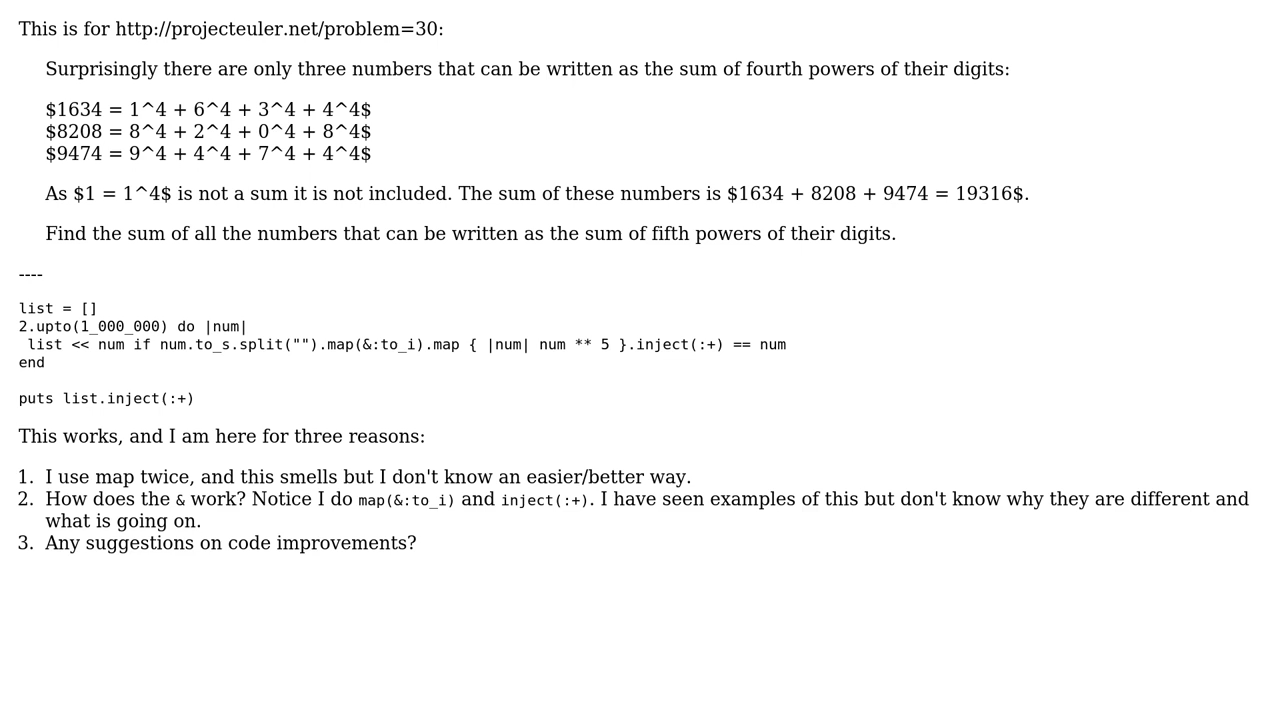 This is for http://projecteuler.net/problem=30:
Surprisingly there are only three numbers that can be written as the sum of fourth powers of their digits:
$1634 = 1^4 + 6^4 + 3^4 + 4^4$
$8208 = 8^4 + 2^4 + 0^4 + 8^4$
$9474 = 9^4 + 4^4 + 7^4 + 4^4$
As $1 = 1^4$ is not a sum it is not included. The sum of these numbers is $1634 + 8208 + 9474 = 19316$.
Find the sum of all the numbers that can be written as the sum of fifth powers of their digits.
----
list = []
2.upto(1_000_000) do |num|
 list << num if num.to_s.split("").map(&:to_i).map { |num| num ** 5 }.inject(:+) == num
end
puts list.inject(:+)
This works, and I am here for three reasons:
1. I use map twice, and this smells but I don't know an easier/better way.
2. How does the & work? Notice I do map(&:to_i) and inject(:+). I have seen examples of this but don't know why they are different and
what is going on.
3. Any suggestions on code improvements?